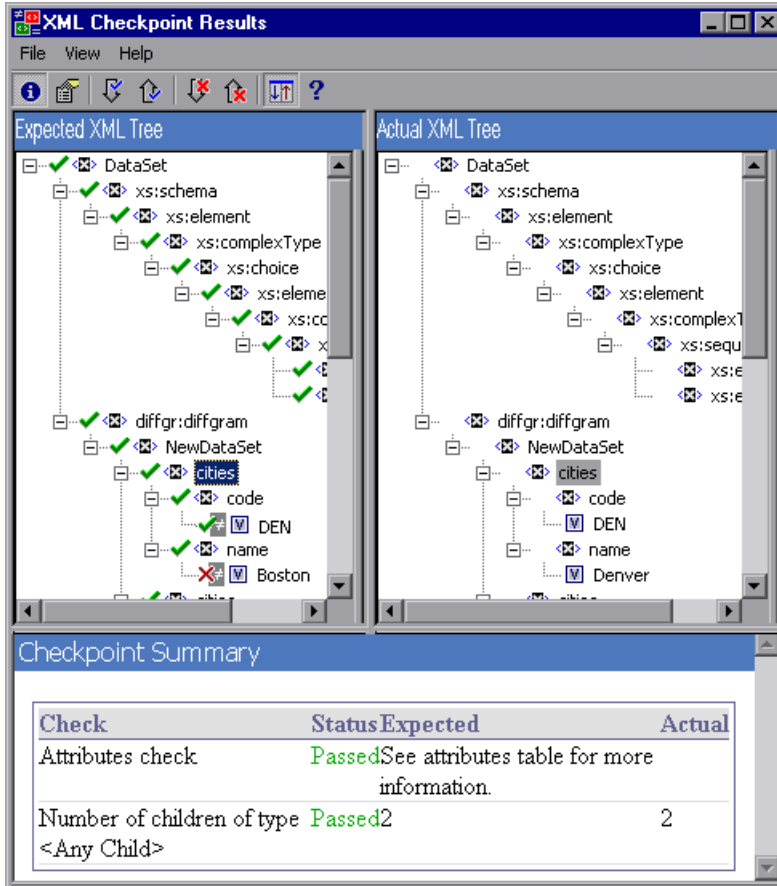 XML Checkpoint Results
File View Help
Expected XML Tree
DataSet
xs:schema
xs:element
xs:complexType
xs:choice
xs:eleme
xs:cc
x
diffgr:diffgram
NewDataSet
cities
code
DEN
name
Boston
Actual XML Tree
DataSet
xs:schema
xs:element
xs:complexType
xs:choice
xs:element
xs:complexT
xs:sequ
xs:e
xs:e
diffgr:diffgram
NewDataSet
cities
code
DEN
name
Denver
Checkpoint Summary
Check Status Expected Actual
Attributes check Passed See attributes table for more
information.
Number of children of type Passed 2 2
<Any Child>